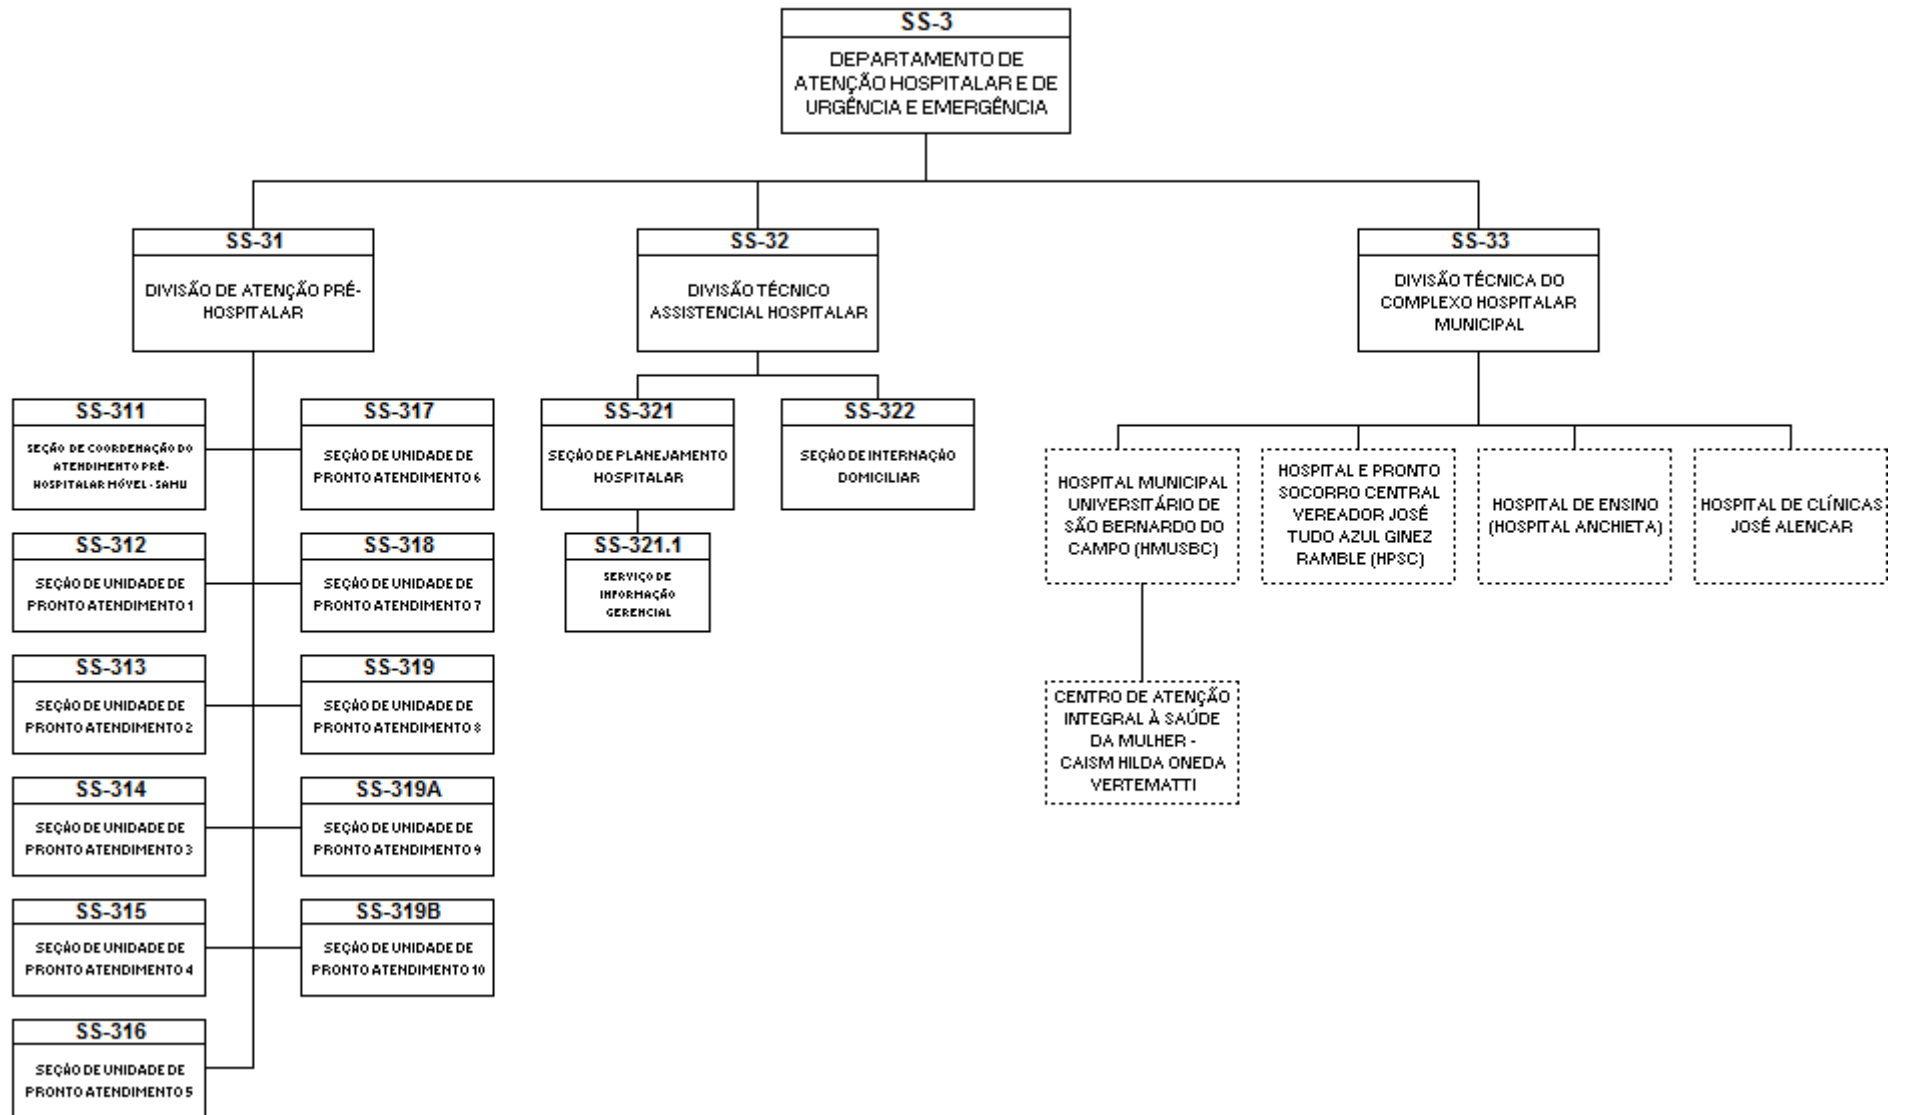 SS-3
DEPARTAMENTO DE
ATENÇÃO HOSPITALAR E DE
URGÊNCIA E EMERGÊNCIA
SS-31
DIVISÃO DE ATENÇÃO PRÉ-
HOSPITALAR
SS-32
DIVISÃO TÉCNICO
ASSISTENCIAL HOSPITALAR
SS-33
DIVISÃO TÉCNICA DO
COMPLEXO HOSPITALAR
MUNICIPAL
SS-311
SEÇÃO DE COORDENAÇÃO DO
ATENDIMENTO PRÉ-
HOSPITALAR MÓVEL - SAMU
SS-317
SEÇÃO DE UNIDADE DE
PRONTO ATENDIMENTO 6
SS-312
SEÇÃO DE UNIDADE DE
PRONTO ATENDIMENTO 1
SS-318
SEÇÃO DE UNIDADE DE
PRONTO ATENDIMENTO 7
SS-313
SEÇÃO DE UNIDADE DE
PRONTO ATENDIMENTO 2
SS-319
SEÇÃO DE UNIDADE DE
PRONTO ATENDIMENTO 8
SS-314
SEÇÃO DE UNIDADE DE
PRONTO ATENDIMENTO 3
SS-319A
SEÇÃO DE UNIDADE DE
PRONTO ATENDIMENTO 9
SS-315
SEÇÃO DE UNIDADE DE
PRONTO ATENDIMENTO 4
SS-319B
SEÇÃO DE UNIDADE DE
PRONTO ATENDIMENTO 10
SS-316
SEÇÃO DE UNIDADE DE
PRONTO ATENDIMENTO 5
SS-321
SEÇÃO DE PLANEJAMENTO
HOSPITALAR
SS-322
SEÇÃO DE INTERNAÇÃO
DOMICILIAR
SS-321.1
SERVIÇO DE
INFORMAÇÃO
GERENCIAL
HOSPITAL MUNICIPAL
UNIVERSITÁRIO DE
SÃO BERNARDO DO
CAMPO (HMUSBC)
HOSPITAL E PRONTO
SOCORRO CENTRAL
VEREADOR JOSÉ
TUDO AZUL GINEZ
RAMBLE (HPSC)
HOSPITAL DE ENSINO
(HOSPITAL ANCHIETA)
HOSPITAL DE CLÍNICAS
JOSÉ ALENCAR
CENTRO DE ATENÇÃO
INTEGRAL À SAÚDE
DA MULHER -
CAISM HILDA ONEDA
VERTEMATTI